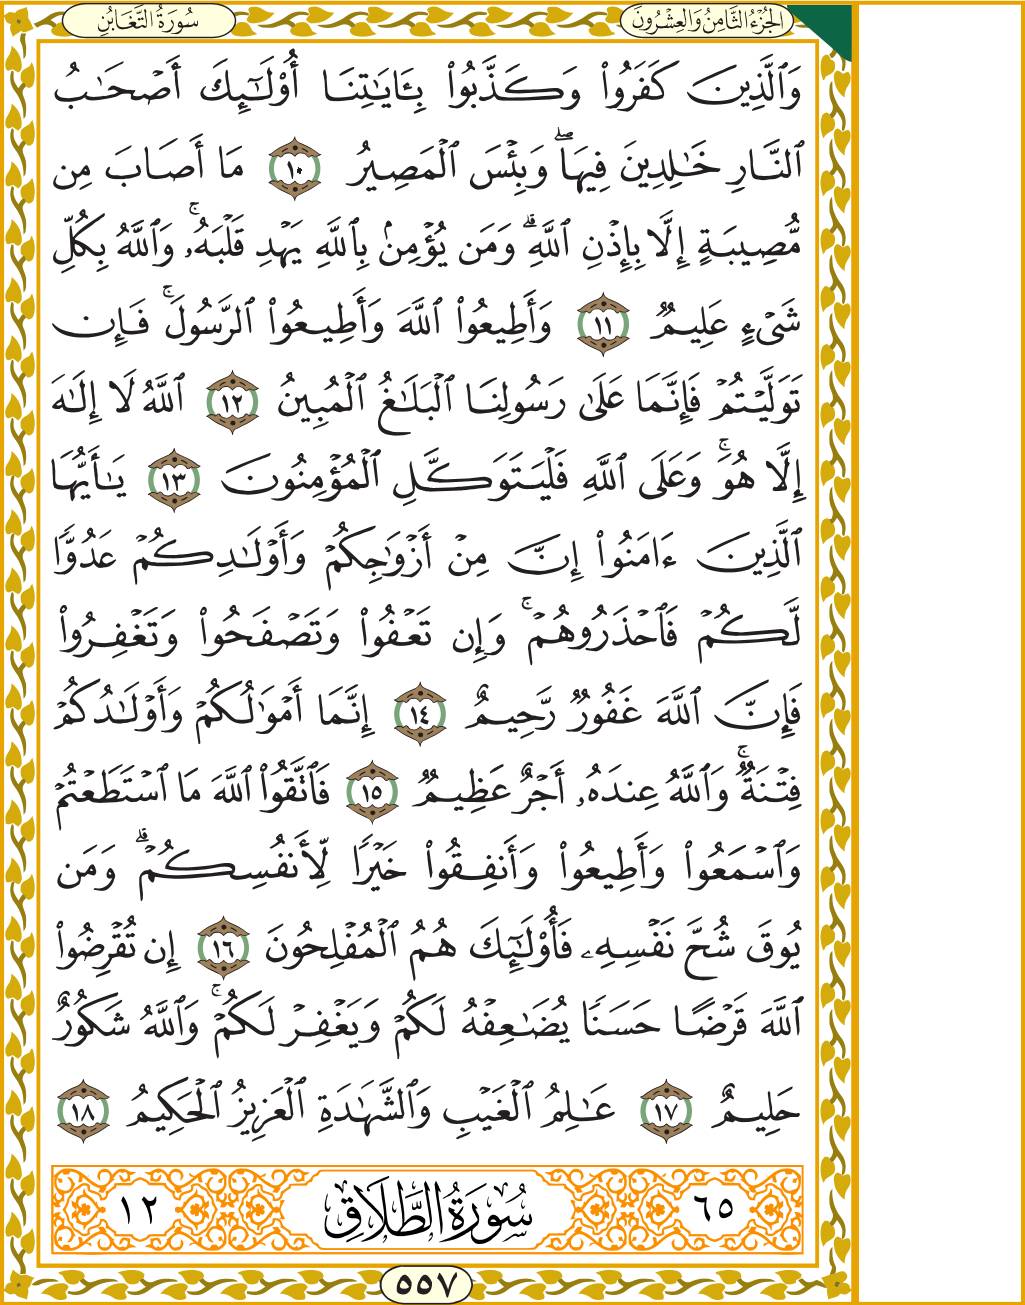 الجُزْءُ الثَّامِنُ وَالعِشْرُونَ
سُورَةُ التَّغَابُنِ
وَٱلَّذِينَ كَفَرُوا۟ وَكَذَّبُوا۟ بِـَٔايَـٰتِنَآ أُو۟لَـٰٓئِكَ أَصْحَـٰبُ
ٱلنَّارِ خَـٰلِدِينَ فِيهَاۖ وَبِئْسَ ٱلْمَصِيرُ ١٠ مَآ أَصَابَ مِن
مُّصِيبَةٍ إِلَّا بِإِذْنِ ٱللَّهِۗ وَمَن يُؤْمِنۢ بِٱللَّهِ يَهْدِ قَلْبَهُۥۚ وَٱللَّهُ بِكُلِّ
شَىْءٍ عَلِيمٌ ١١ وَأَطِيعُوا۟ ٱللَّهَ وَأَطِيعُوا۟ ٱلرَّسُولَۚ فَإِن
تَوَلَّيْتُمْ فَإِنَّمَا عَلَىٰ رَسُولِنَا ٱلْبَلَـٰغُ ٱلْمُبِينُ ١٢ ٱللَّهُ لَآ إِلَـٰهَ
إِلَّا هُوَۚ وَعَلَى ٱللَّهِ فَلْيَتَوَكَّلِ ٱلْمُؤْمِنُونَ ١٣ يَـٰٓأَيُّهَا
ٱلَّذِينَ ءَامَنُوٓا۟ إِنَّ مِنْ أَزْوَٰجِكُمْ وَأَوْلَـٰدِكُمْ عَدُوًّا
لَّكُمْ فَٱحْذَرُوهُمْۚ وَإِن تَعْفُوا۟ وَتَصْفَحُوا۟ وَتَغْفِرُوا۟
فَإِنَّ ٱللَّهَ غَفُورٌ رَّحِيمٌ ١٤ إِنَّمَآ أَمْوَٰلُكُمْ وَأَوْلَـٰدُكُمْ
فِتْنَةٌۚ وَٱللَّهُ عِندَهُۥٓ أَجْرٌ عَظِيمٌ ١٥ فَٱتَّقُوا۟ ٱللَّهَ مَا ٱسْتَطَعْتُمْ
وَٱسْمَعُوا۟ وَأَطِيعُوا۟ وَأَنفِقُوا۟ خَيْرًا لِّأَنفُسِكُمْۗ وَمَن
يُوقَ شُحَّ نَفْسِهِۦ فَأُو۟لَـٰٓئِكَ هُمُ ٱلْمُفْلِحُونَ ١٦ إِن تُقْرِضُوا۟
ٱللَّهَ قَرْضًا حَسَنًا يُضَـٰعِفْهُ لَكُمْ وَيَغْفِرْ لَكُمْۚ وَٱللَّهُ شَكُورٌ
حَلِيمٌ ١٧ عَـٰلِمُ ٱلْغَيْبِ وَٱلشَّهَـٰدَةِ ٱلْعَزِيزُ ٱلْحَكِيمُ ١٨
٦٥ سُورَةُ الطَّلَاقِ ١٢
٥٥٧